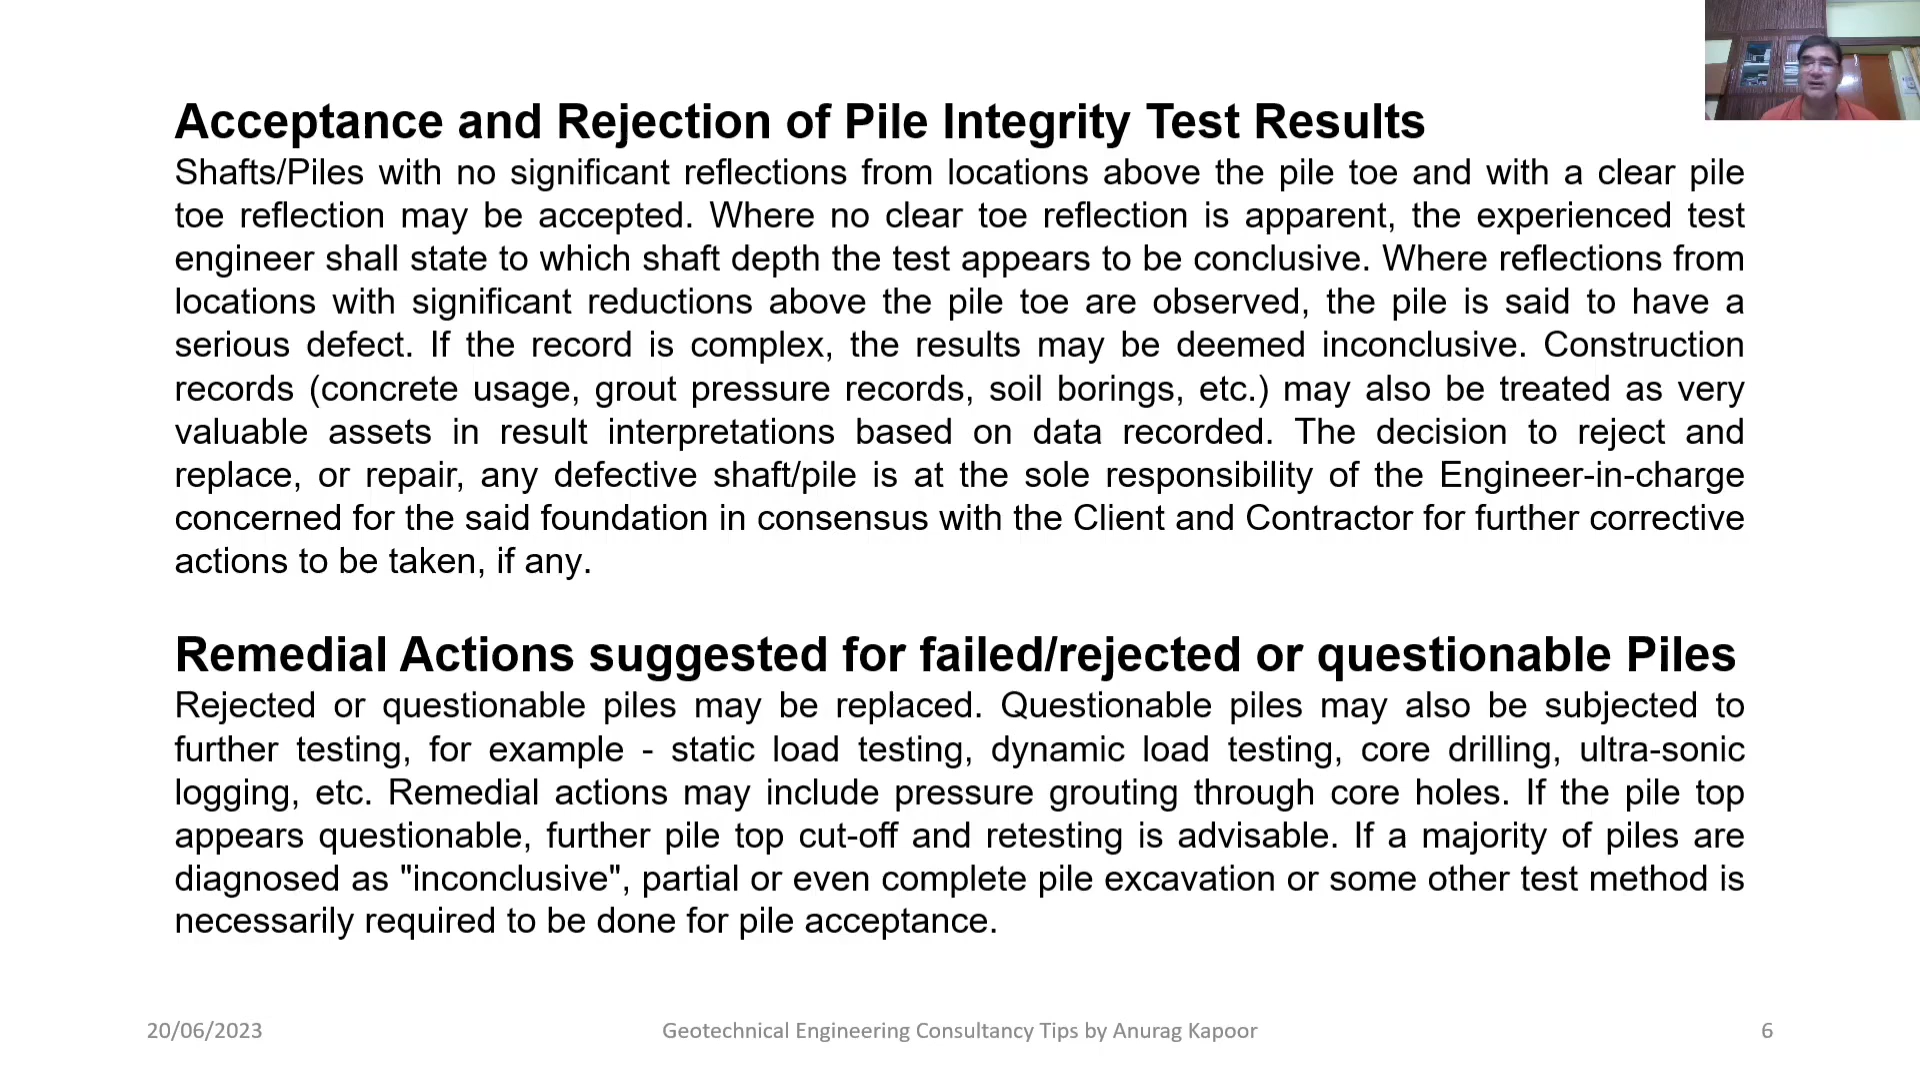 Acceptance and Rejection of Pile Integrity Test Results
Shafts/Piles with no significant reflections from locations above the pile toe and with a clear pile
toe reflection may be accepted. Where no clear toe reflection is apparent, the experienced test
engineer shall state to which shaft depth the test appears to be conclusive. Where reflections from
locations with significant reductions above the pile toe are observed, the pile is said to have a
serious defect. If the record is complex, the results may be deemed inconclusive. Construction
records (concrete usage, grout pressure records, soil borings, etc.) may also be treated as very
valuable assets in result interpretations based on data recorded. The decision to reject and
replace, or repair, any defective shaft/pile is at the sole responsibility of the Engineer-in-charge
concerned for the said foundation in consensus with the Client and Contractor for further corrective
actions to be taken, if any.
Remedial Actions suggested for failed/rejected or questionable Piles
Rejected or questionable piles may be replaced. Questionable piles may also be subjected to
further testing, for example - static load testing, dynamic load testing, core drilling, ultra-sonic
logging, etc. Remedial actions may include pressure grouting through core holes. If the pile top
appears questionable, further pile top cut-off and retesting is advisable. If a majority of piles are
diagnosed as "inconclusive", partial or even complete pile excavation or some other test method is
necessarily required to be done for pile acceptance.
20/06/2023
Geotechnical Engineering Consultancy Tips by Anurag Kapoor
6